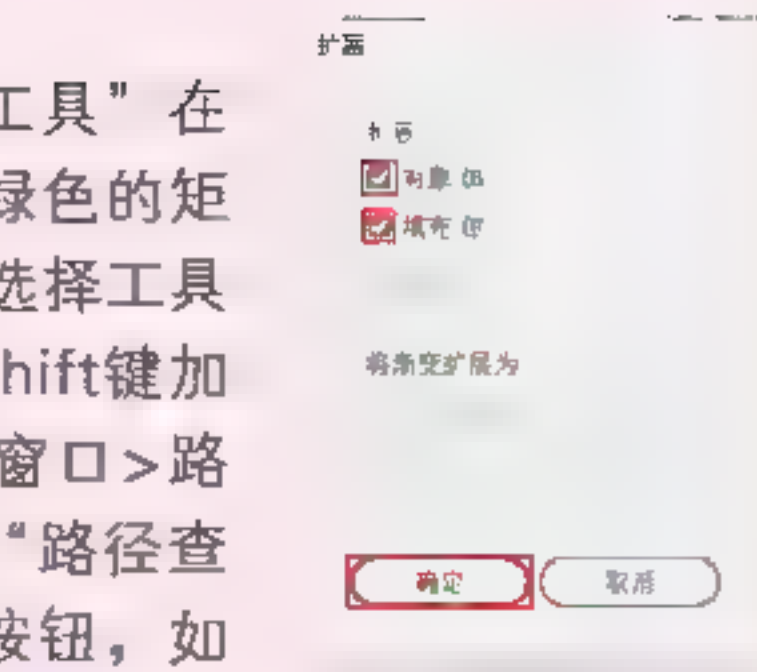 工具”在
绿色的矩
选择工具
hift键加
窗口>路
“路径查
按钮，如
扩展
扩展
对象(B)
填充(F)
将渐变扩展为
确定
取消